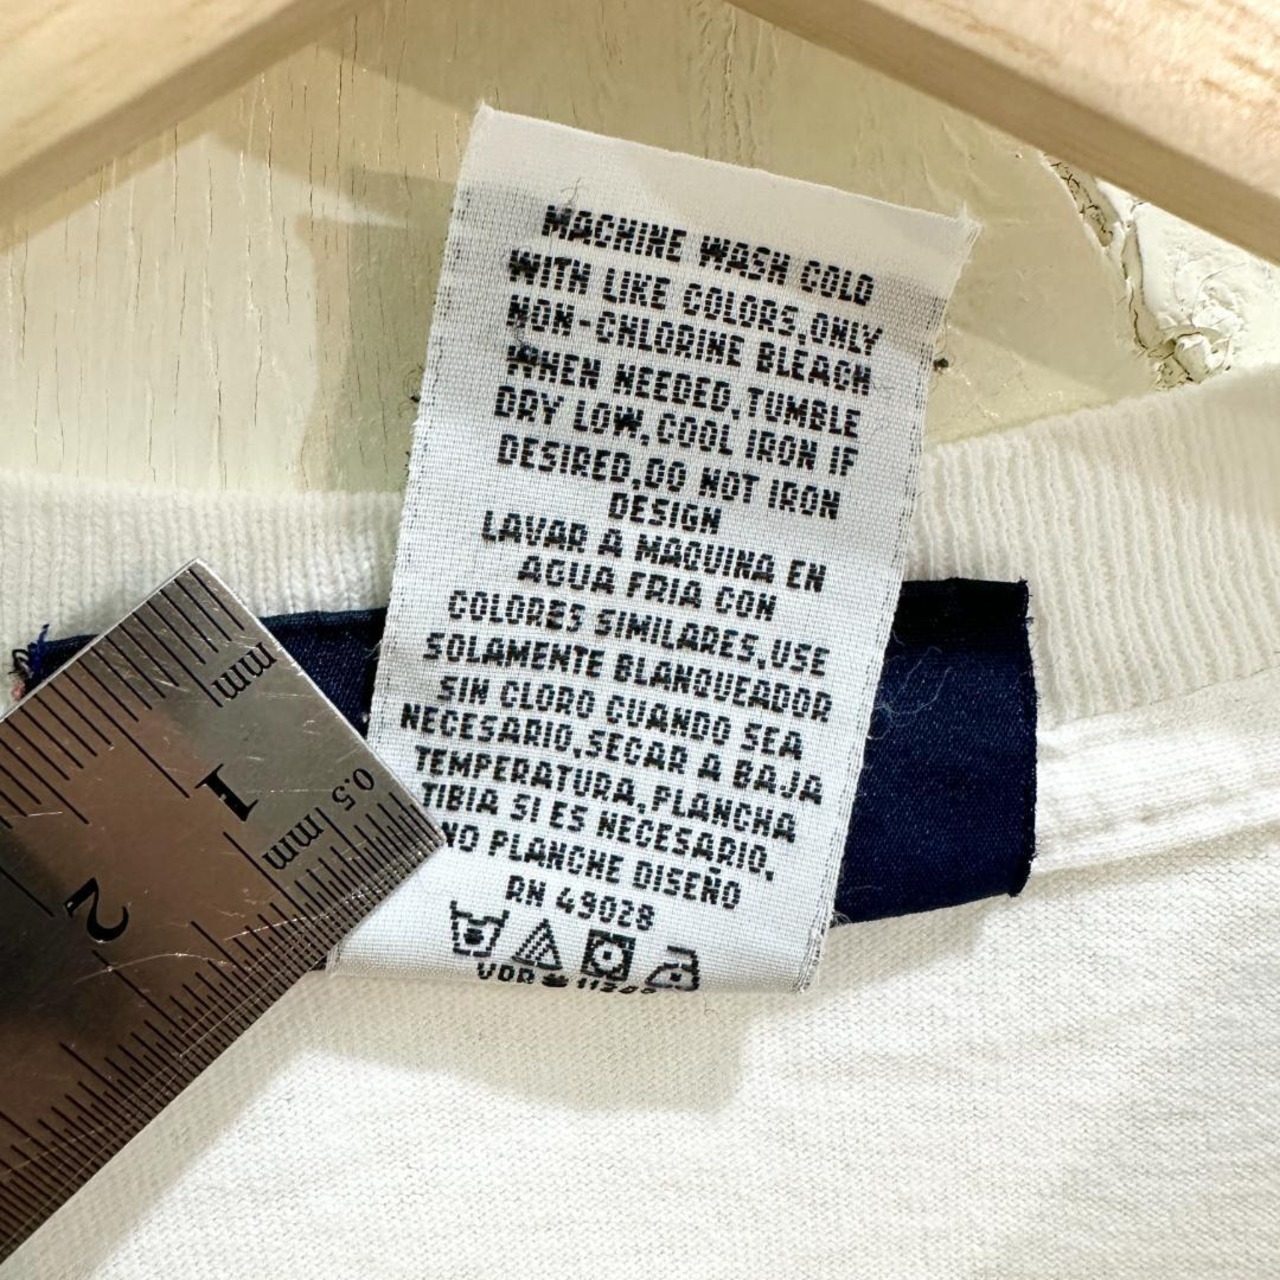 MACHINE WASH COLD
WITH LIKE COLORS,ONLY
NON-CHLORINE BLEACH
WHEN NEEDED,TUMBLE
DRY LOW,COOL IRON IF
DESIRED,DO NOT IRON
DESIGN
LAVAR A MAQUINA EN
AGUA FRIA CON
COLORES SIMILARES,USE
SOLAMENTE BLANQUEADOR
SIN CLORO CUANDO SEA
NECESARIO,SECAR A BAJA
TEMPERATURA,PLANCHA
TIBIA SI ES NECESARIO,
NO PLANCHE DISEÑO
RN 49028
mm
1
0.5 mm
2